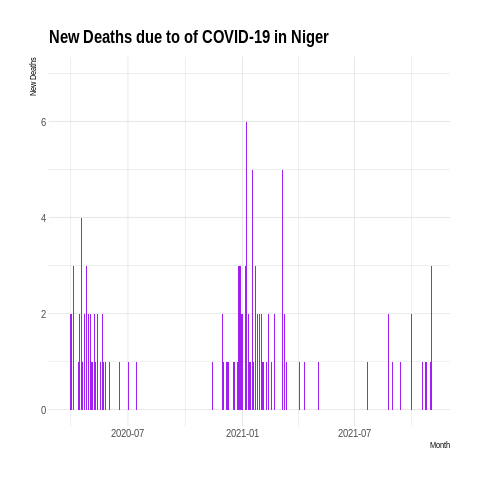 New Deaths due to of COVID-19 in Niger
New Deaths
6
4
2
0
2020-07
2021-01
2021-07
Month